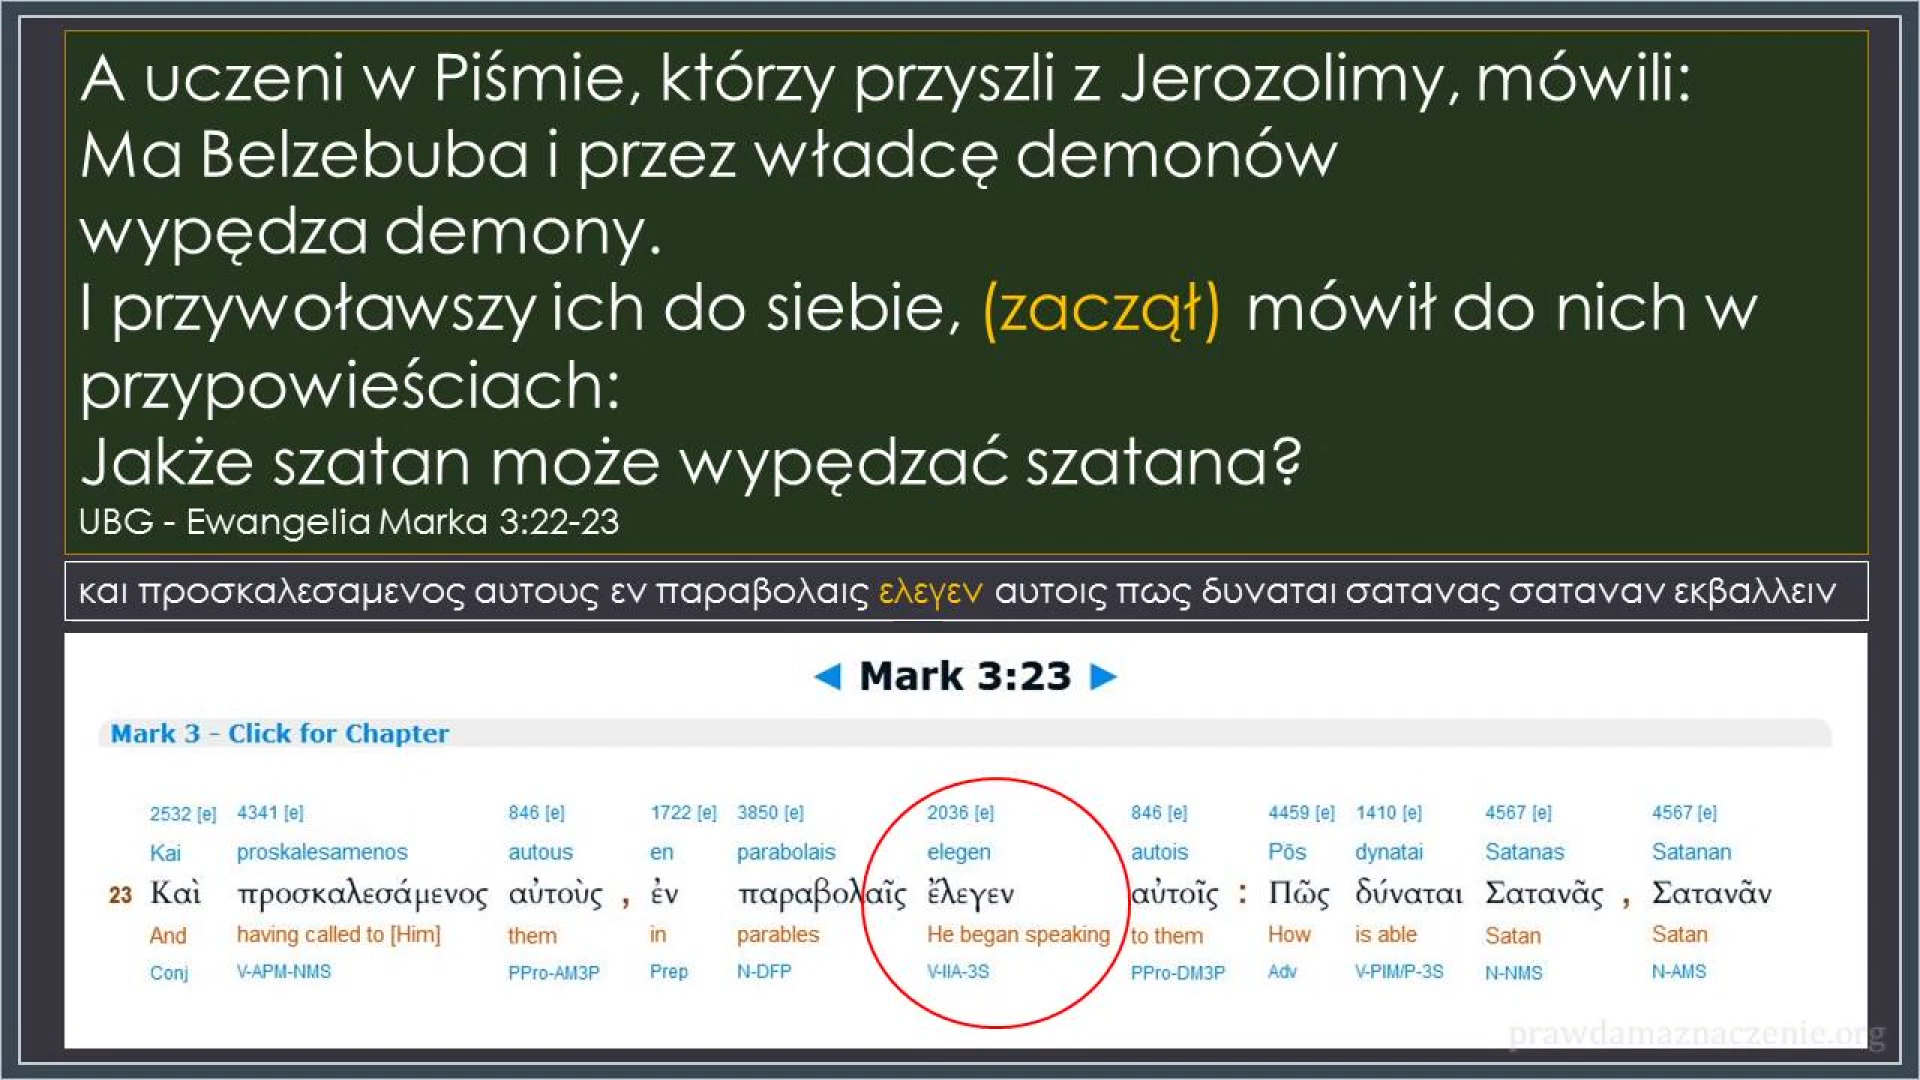 A uczeni w Piśmie, którzy przyszli z Jerozolimy, mówili:
Ma Belzebuba i przez władcę demonów
wypędza demony.
I przywoławszy ich do siebie, (zaczął) mówił do nich w
przypowieściach:
Jakże szatan może wypędzać szatana?
UBG - Ewangelia Marka 3:22-23
και προσκαλεσαμενος αυτους εν παραβολαις ελεγεν αυτοις πως δυναται σατανας σαταναν εκβαλλειν
◄ Mark 3:23 ►
Mark 3 - Click for Chapter
2532 [e] 4341 [e] 846 [e] 1722 [e] 3850 [e] 2036 [e] 846 [e] 4459 [e] 1410 [e] 4567 [e] 4567 [e]
Kai proskalesamenos autous en parabolais elegen autois Pōs dynatai Satanas Satanan
23 Καὶ προσκαλεσάμενος αὐτοὺς , ἐν παραβολαῖς ἔλεγεν αὐτοῖς : Πῶς δύναται Σατανᾶς , Σατανᾶν
And having called to [Him] them in parables He began speaking to them How is able Satan Satan
Conj V-APM-NMS PPro-AM3P Prep N-DFP V-IIA-3S PPro-DM3P Adv V-PIM/P-3S N-NMS N-AMS
prawdamaznaczenie.org